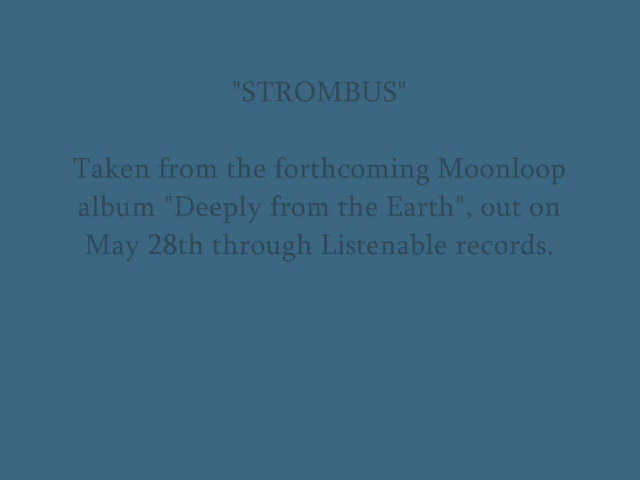 "STROMBUS"
Taken from the forthcoming Moonloop
album "Deeply from the Earth", out on
May 28th through Listenable records.